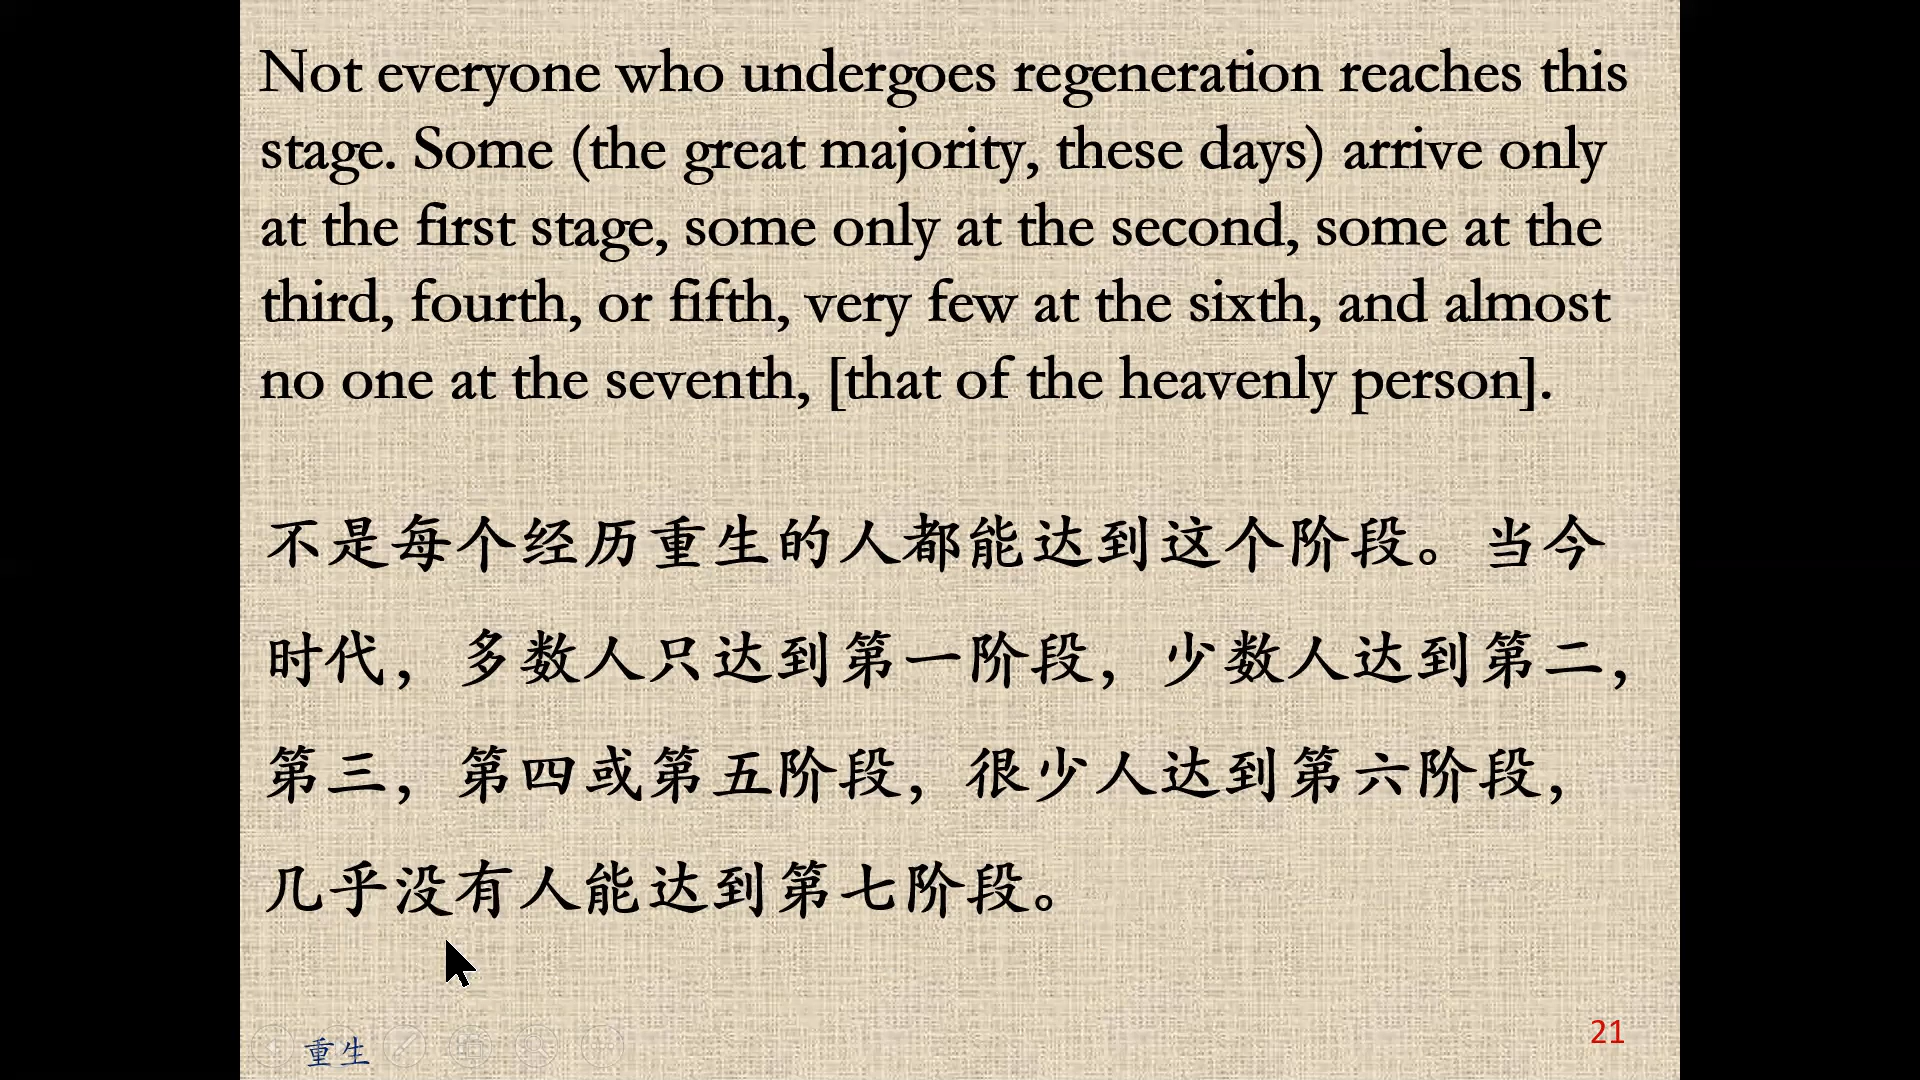 Not everyone who undergoes regeneration reaches this
stage. Some (the great majority, these days) arrive only
at the first stage, some only at the second, some at the
third, fourth, or fifth, very few at the sixth, and almost
no one at the seventh, [that of the heavenly person].
不是每个经历重生的人都能达到这个阶段。当今
时代，多数人只达到第一阶段，少数人达到第二，
第三，第四或第五阶段，很少人达到第六阶段，
几乎没有人能达到第七阶段。
重生
21